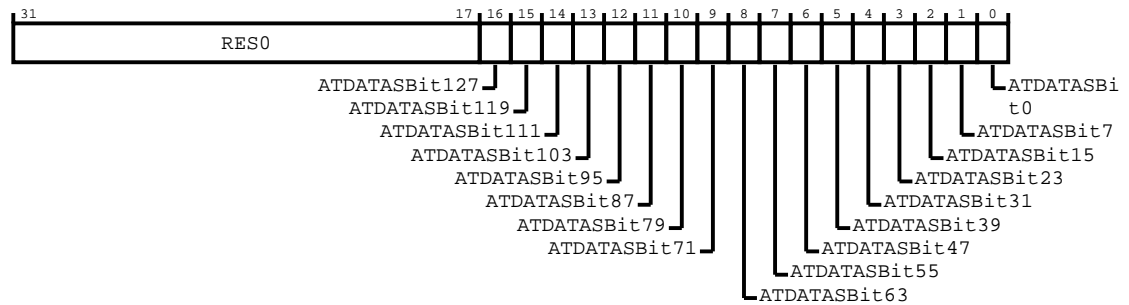 31 17 16 15 14 13 12 11 10 9 8 7 6 5 4 3 2 1 0
RES0
ATDATASBit127 ATDATASBi
t0
ATDATASBit119
ATDATASBit111 ATDATASBit7
ATDATASBit103 ATDATASBit15
ATDATASBit95 ATDATASBit23
ATDATASBit87 ATDATASBit31
ATDATASBit79 ATDATASBit39
ATDATASBit71 ATDATASBit47
ATDATASBit55
ATDATASBit63